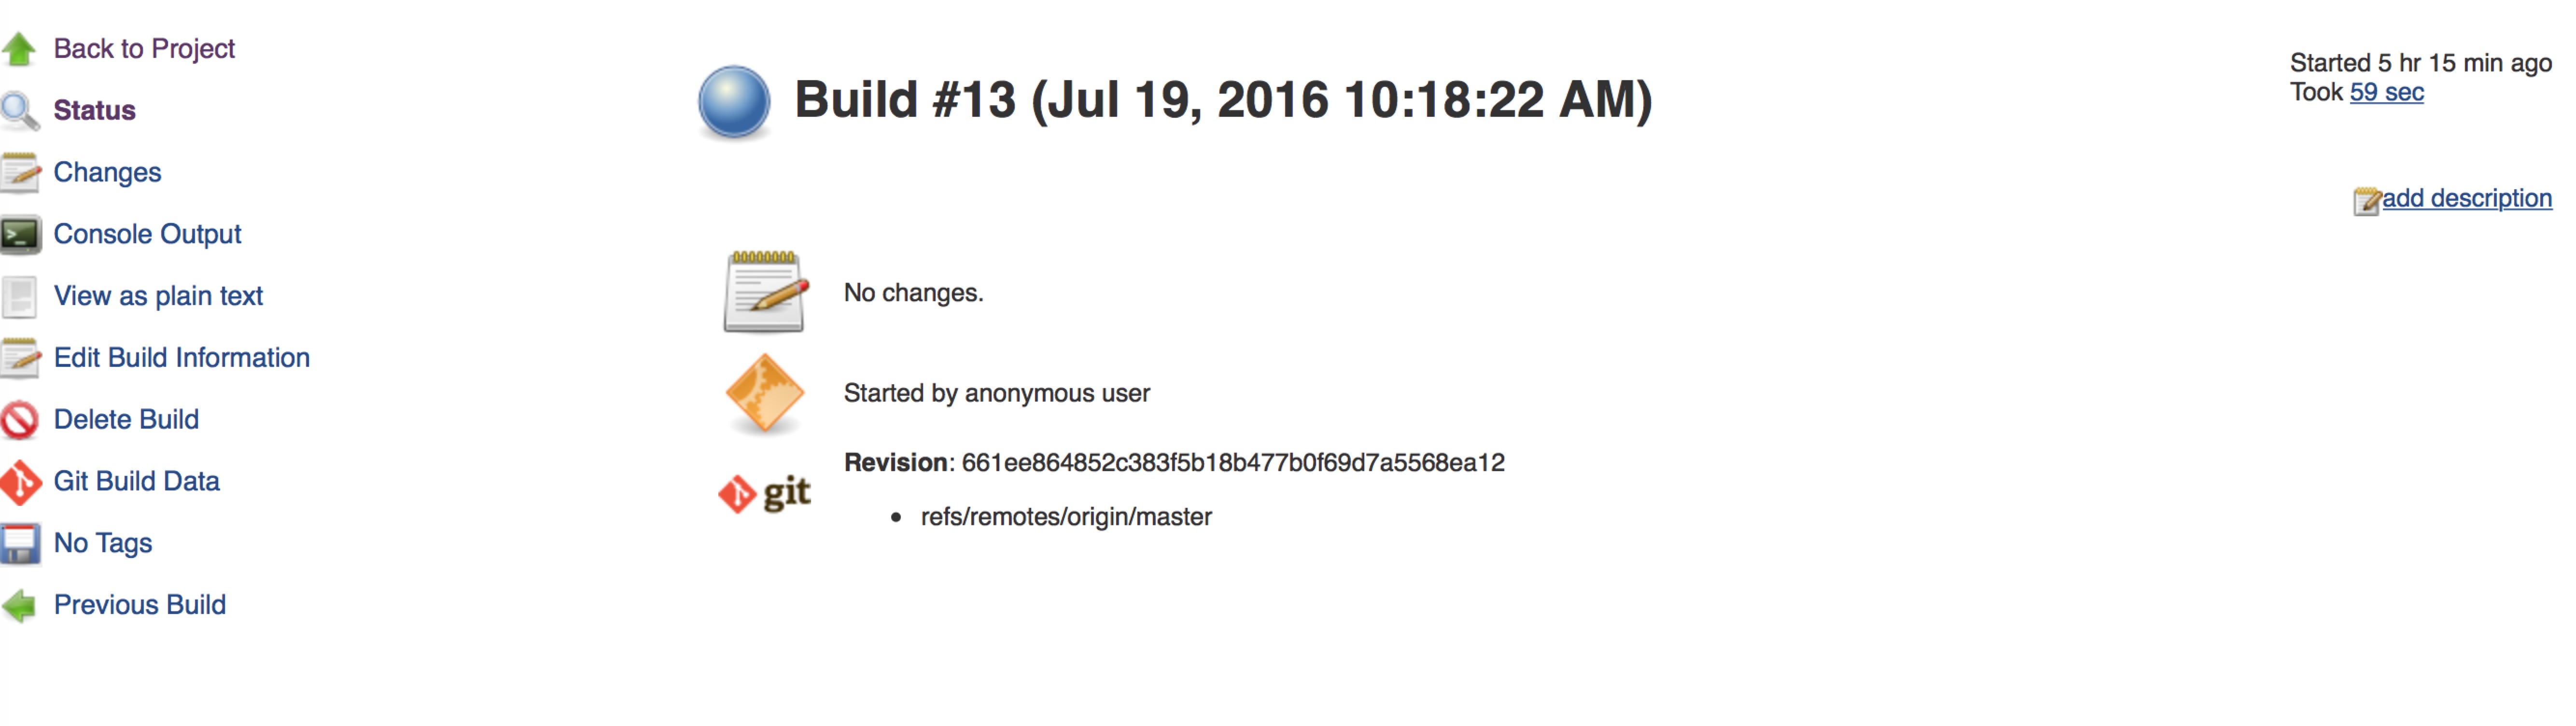 Back to Project
Status
Changes
Console Output
View as plain text
Edit Build Information
Delete Build
Git Build Data
No Tags
Previous Build
Build #13 (Jul 19, 2016 10:18:22 AM)
Started 5 hr 15 min ago
Took 59 sec
add description
No changes.
Started by anonymous user
Revision: 661ee864852c383f5b18b477b0f69d7a5568ea12
git
refs/remotes/origin/master